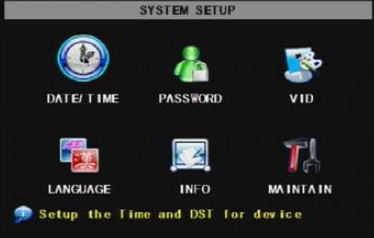 SYSTEM SETUP
DATE/TIME PASSWORD VID
LANGUAGE INFO MAINTAIN
Setup the Time and DST for device